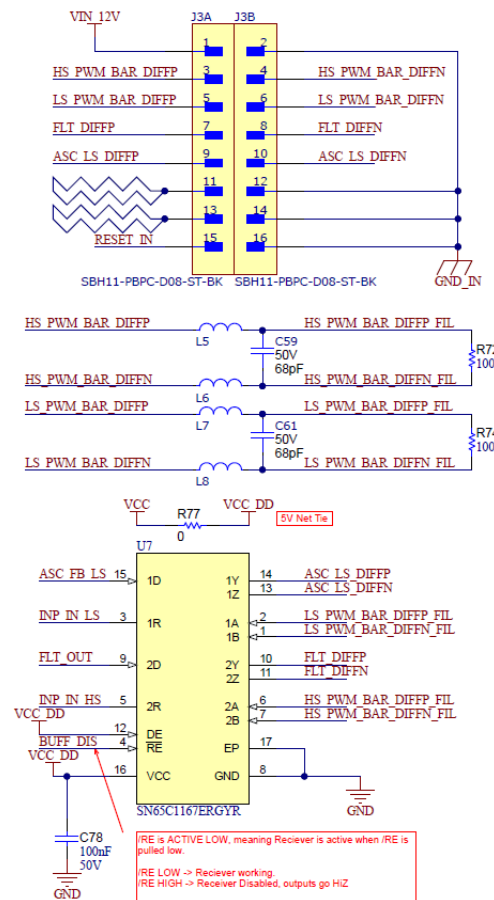 VIN_12V
J3A J3B
1 2
HS_PWM_BAR_DIFFP 3 4 HS_PWM_BAR_DIFFN
LS_PWM_BAR_DIFFP 5 6 LS_PWM_BAR_DIFFN
FLT_DIFFP 7 8 FLT_DIFFN
ASC_LS_DIFFP 9 10 ASC_LS_DIFFN
11 12
13 14
RESET_IN 15 16
SBH11-PBPC-D08-ST-BK SBH11-PBPC-D08-ST-BK
GND_IN
HS_PWM_BAR_DIFFP HS_PWM_BAR_DIFFP_FIL
L5
C59
50V
68pF
R72
100
HS_PWM_BAR_DIFFN HS_PWM_BAR_DIFFN_FIL
L6
LS_PWM_BAR_DIFFP LS_PWM_BAR_DIFFP_FIL
L7
C61
50V
68pF
R74
100
LS_PWM_BAR_DIFFN LS_PWM_BAR_DIFFN_FIL
L8
VCC R77 VCC_DD
0
5V Net Tie
U7
ASC_FB_LS 15 1D 1Y 14 ASC_LS_DIFFP
1Z 13 ASC_LS_DIFFN
INP_IN_LS 3 1R 1A 2 LS_PWM_BAR_DIFFP_FIL
1B 1 LS_PWM_BAR_DIFFN_FIL
FLT_OUT 9 2D 2Y 10 FLT_DIFFP
2Z 11 FLT_DIFFN
INP_IN_HS 5 2R 2A 6 HS_PWM_BAR_DIFFP_FIL
2B 7 HS_PWM_BAR_DIFFN_FIL
VCC_DD 12 DE
BUFF_DIS 4 RE EP 17
VCC_DD 16 VCC GND 8
SN65C1167ERGYR
GND
C78
100nF
50V
GND
/RE is ACTIVE LOW, meaning Reciever is active when /RE is
pulled low.
/RE LOW -> Reciever working.
/RE HIGH -> Receiver Disabled, outputs go HiZ